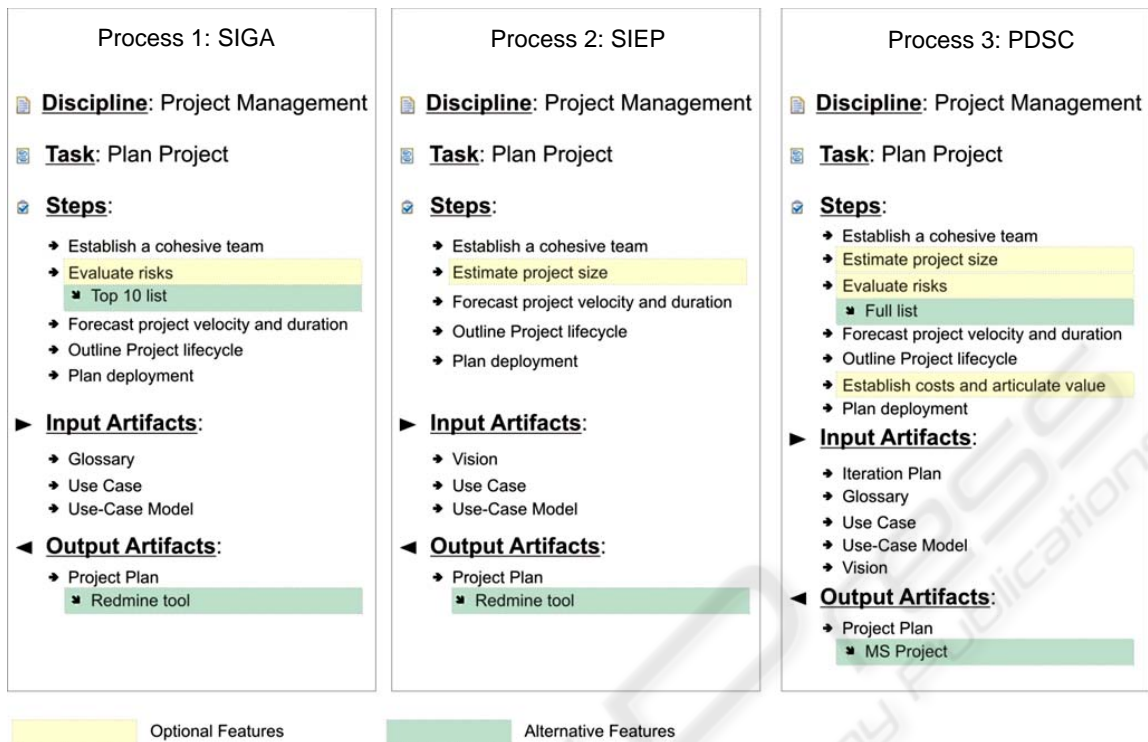 Process 1: SIGA
Discipline: Project Management
Task: Plan Project
Steps:
Establish a cohesive team
Evaluate risks
Top 10 list
Forecast project velocity and duration
Outline Project lifecycle
Plan deployment
Input Artifacts:
Glossary
Use Case
Use-Case Model
Output Artifacts:
Project Plan
Redmine tool
Process 2: SIEP
Discipline: Project Management
Task: Plan Project
Steps:
Establish a cohesive team
Estimate project size
Forecast project velocity and duration
Outline Project lifecycle
Plan deployment
Input Artifacts:
Vision
Use Case
Use-Case Model
Output Artifacts:
Project Plan
Redmine tool
Process 3: PDSC
Discipline: Project Management
Task: Plan Project
Steps:
Establish a cohesive team
Estimate project size
Evaluate risks
Full list
Forecast project velocity and duration
Outline Project lifecycle
Establish costs and articulate value
Plan deployment
Input Artifacts:
Iteration Plan
Glossary
Use Case
Use-Case Model
Vision
Output Artifacts:
Project Plan
MS Project
Optional Features
Alternative Features